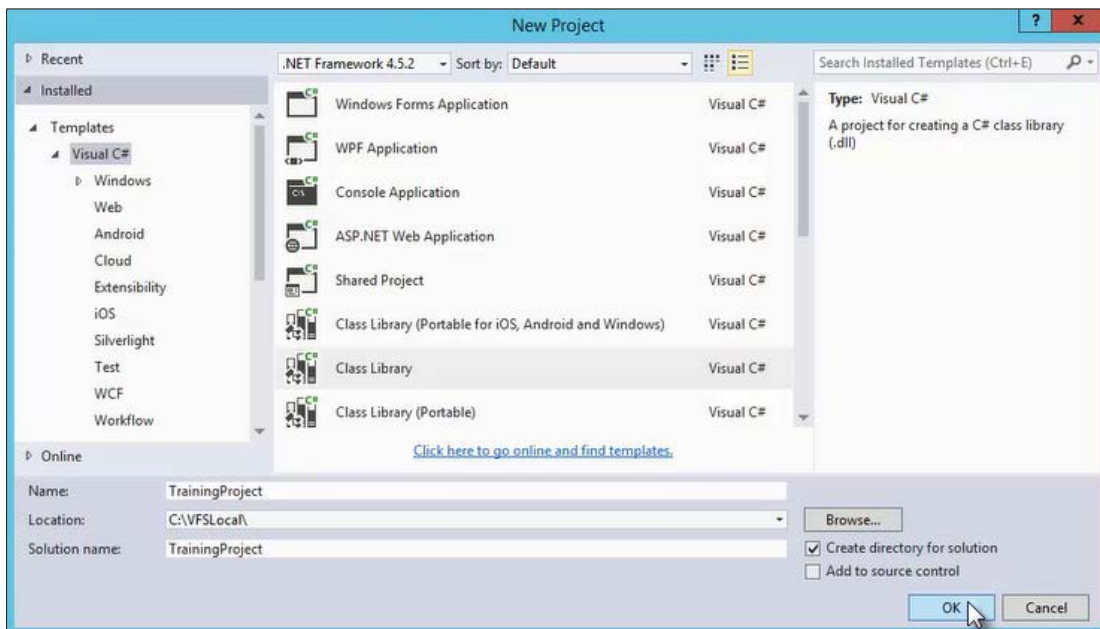 New Project
? x
Recent
Installed
Templates
Visual C#
Windows
Web
Android
Cloud
Extensibility
iOS
Silverlight
Test
WCF
Workflow
Online
.NET Framework 4.5.2 Sort by: Default
C# Windows Forms Application Visual C#
C# WPF Application Visual C#
C# Console Application Visual C#
C# ASP.NET Web Application Visual C#
C# Shared Project Visual C#
C# Class Library (Portable for iOS, Android and Windows) Visual C#
C# Class Library Visual C#
C# Class Library (Portable) Visual C#
Click here to go online and find templates.
Search Installed Templates (Ctrl+E)
Type: Visual C#
A project for creating a C# class library
(.dll)
Name: TrainingProject
Location: C:\VFSLocal\
Browse...
Solution name: TrainingProject
Create directory for solution
Add to source control
OK Cancel